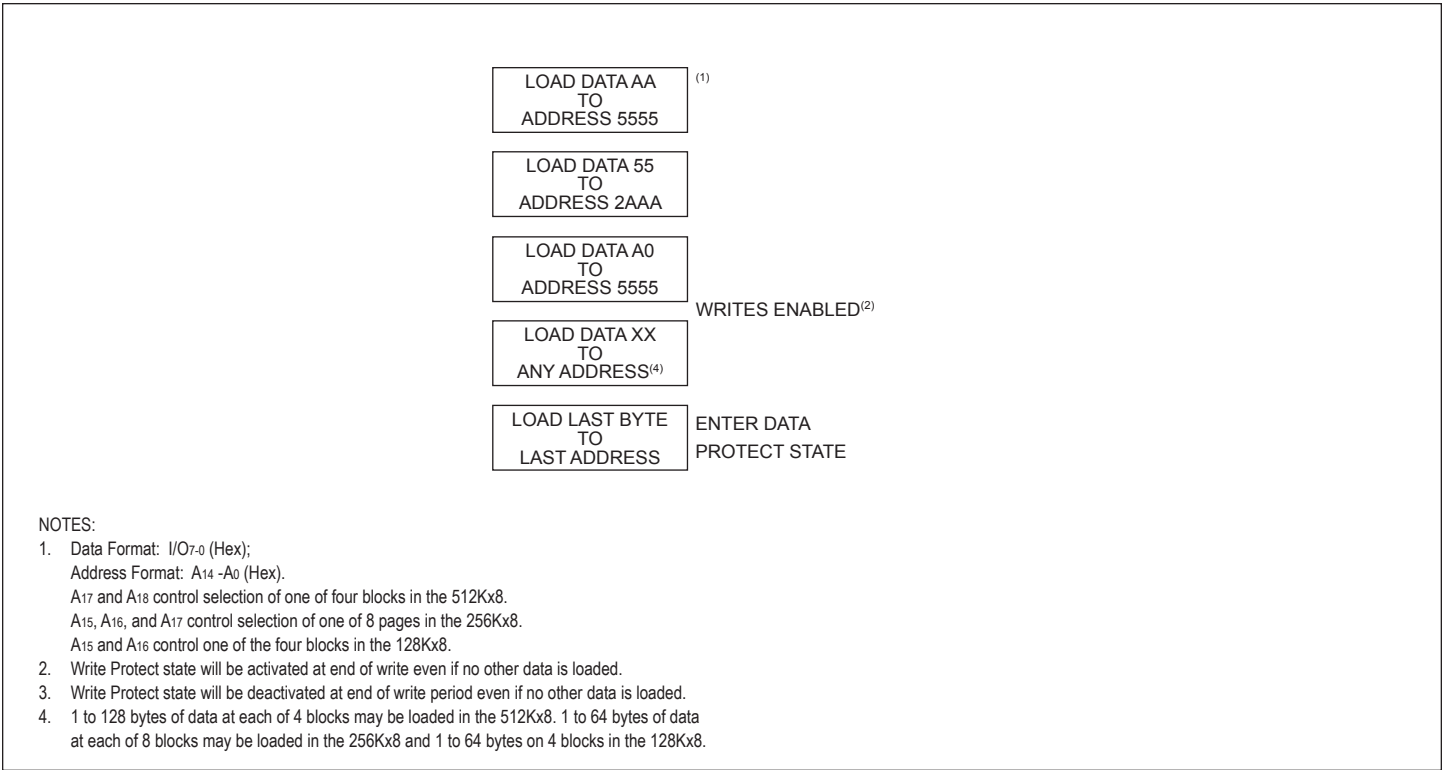 LOAD DATA AA
TO
ADDRESS 5555
(1)
LOAD DATA 55
TO
ADDRESS 2AAA
LOAD DATA A0
TO
ADDRESS 5555
WRITES ENABLED(2)
LOAD DATA XX
TO
ANY ADDRESS(4)
LOAD LAST BYTE
TO
LAST ADDRESS
ENTER DATA
PROTECT STATE
NOTES:
1. Data Format: I/O7-0 (Hex);
Address Format: A14 -A0 (Hex).
A17 and A18 control selection of one of four blocks in the 512Kx8.
A15, A16, and A17 control selection of one of 8 pages in the 256Kx8.
A15 and A16 control one of the four blocks in the 128Kx8.
2. Write Protect state will be activated at end of write even if no other data is loaded.
3. Write Protect state will be deactivated at end of write period even if no other data is loaded.
4. 1 to 128 bytes of data at each of 4 blocks may be loaded in the 512Kx8. 1 to 64 bytes of data
at each of 8 blocks may be loaded in the 256Kx8 and 1 to 64 bytes on 4 blocks in the 128Kx8.